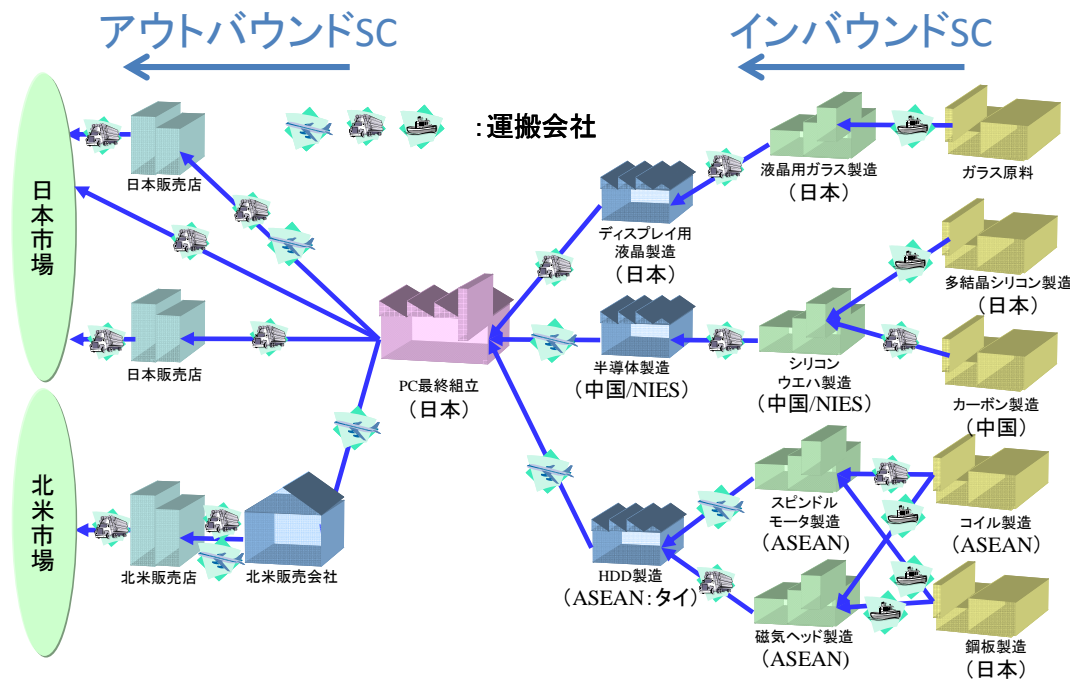 アウトバウンドSC
インバウンドSC
:運搬会社
日本市場
北米市場
日本販売店
日本販売店
北米販売店
北米販売会社
PC最終組立
(日本)
ディスプレイ用
液晶製造
(日本)
半導体製造
(中国/NIES)
HDD製造
(ASEAN:タイ)
液晶用ガラス製造
(日本)
シリコン
ウエハ製造
(中国/NIES)
スピンドル
モータ製造
(ASEAN)
磁気ヘッド製造
(ASEAN)
ガラス原料
多結晶シリコン製造
(日本)
カーボン製造
(中国)
コイル製造
(ASEAN)
鋼板製造
(日本)